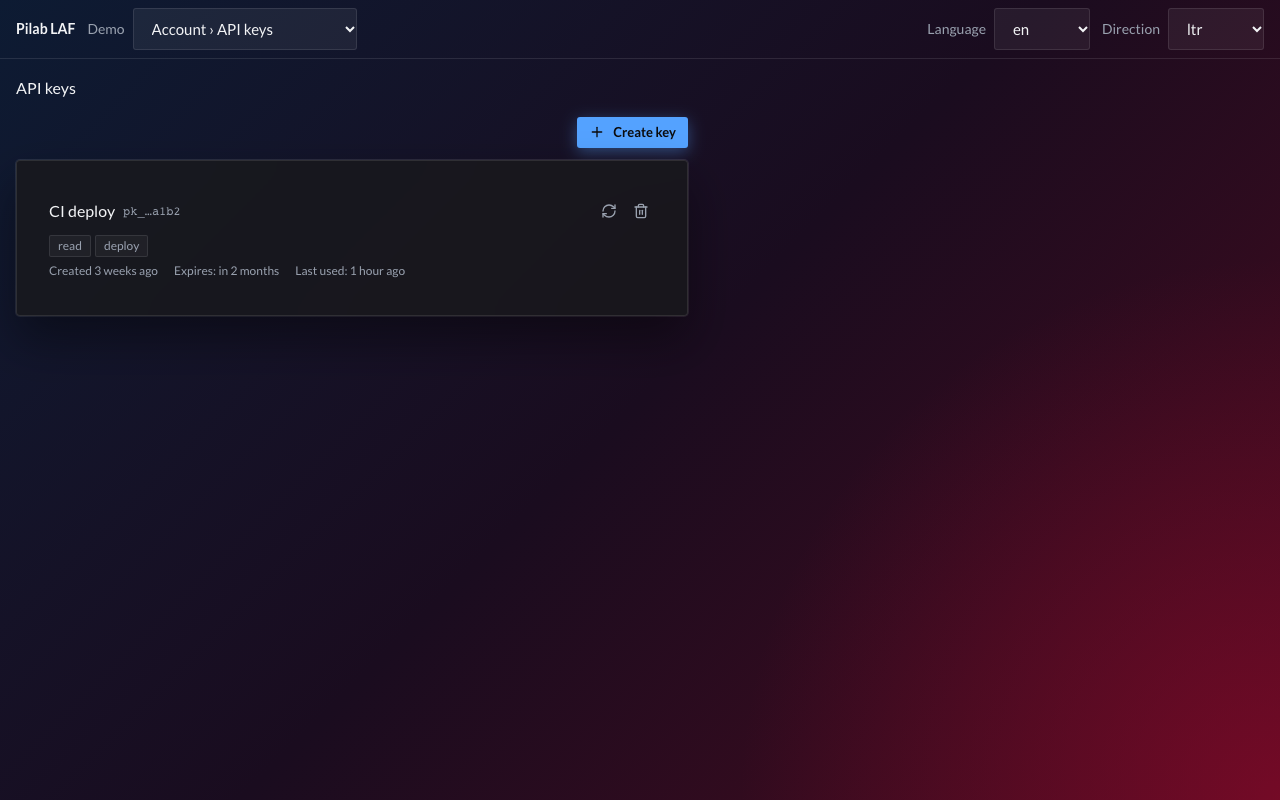 Pilab LAF Demo Account › API keys Language en Direction ltr
API keys
Create key
CI deploy pk_…a1b2
read deploy
Created 3 weeks ago Expires: in 2 months Last used: 1 hour ago